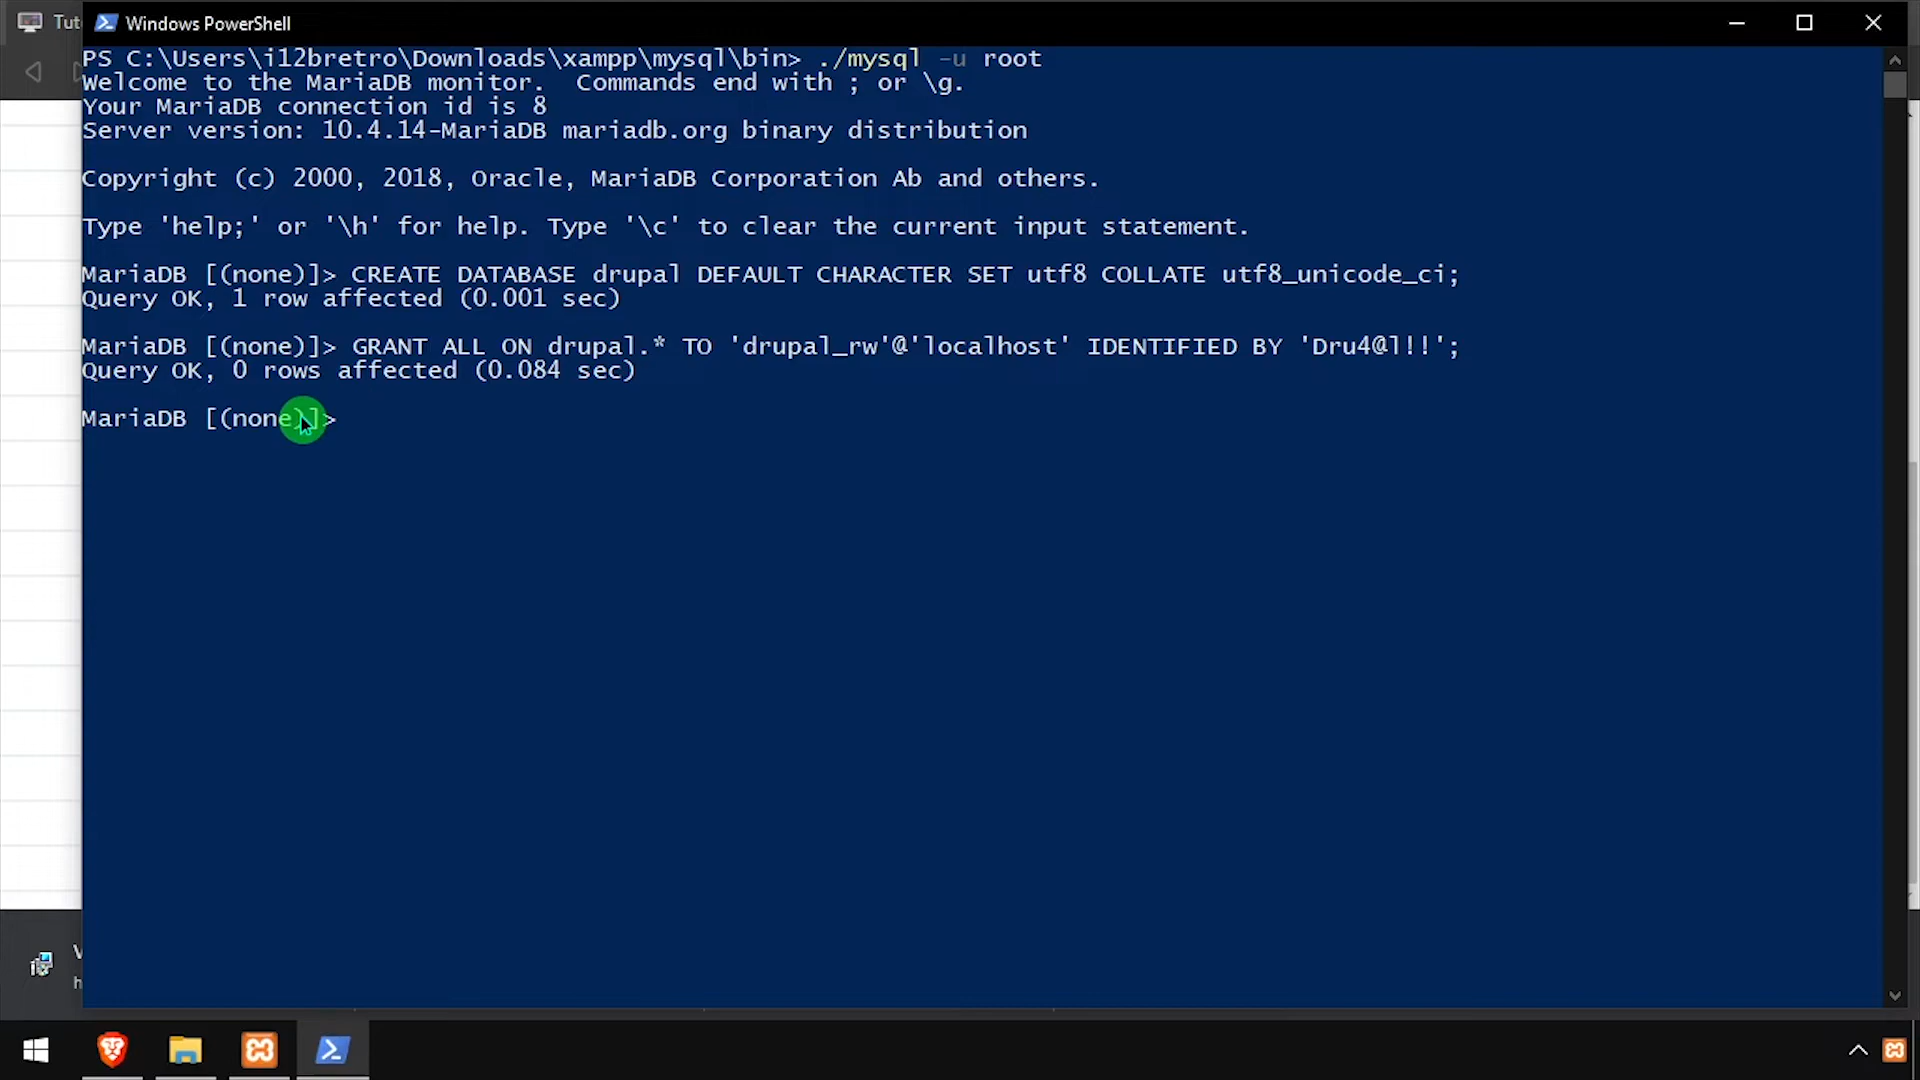 Tut
Windows PowerShell
PS C:\Users\i12bretro\Downloads\xampp\mysql\bin> ./mysql -u root
Welcome to the MariaDB monitor.  Commands end with ; or \g.
Your MariaDB connection id is 8
Server version: 10.4.14-MariaDB mariadb.org binary distribution
Copyright (c) 2000, 2018, Oracle, MariaDB Corporation Ab and others.
Type 'help;' or '\h' for help. Type '\c' to clear the current input statement.
MariaDB [(none)]> CREATE DATABASE drupal DEFAULT CHARACTER SET utf8 COLLATE utf8_unicode_ci;
Query OK, 1 row affected (0.001 sec)
MariaDB [(none)]> GRANT ALL ON drupal.* TO 'drupal_rw'@'localhost' IDENTIFIED BY 'Dru4@l!!';
Query OK, 0 rows affected (0.084 sec)
MariaDB [(none)]>